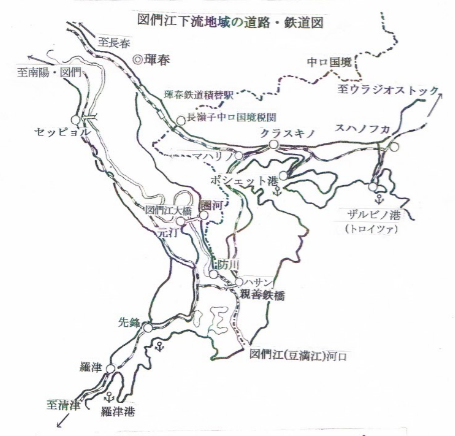 図們江下流地域の道路・鉄道図
至長春
琿春
中ロ国境
至南陽・図們
至ウラジオストック
琿春鉄道積替駅
長嶺子中ロ国境税関
セッピョル
クラスキノ
スハノフカ
マハリノ
ポシェット港
図們江大橋
圏河
ザルビノ港
(トロイツァ)
元汀
防川
ハサン
親善鉄橋
先鋒
図們江(豆満江)河口
羅津
至清津
羅津港